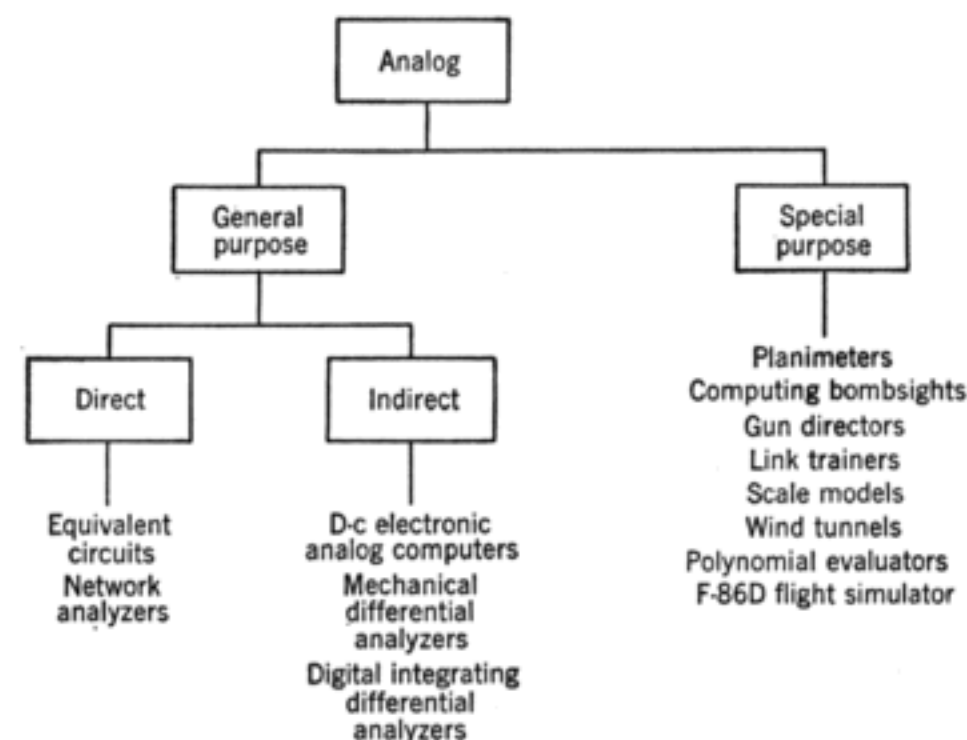 Analog
General
purpose
Special
purpose
Direct
Indirect
Equivalent
circuits
Network
analyzers
D-c electronic
analog computers
Mechanical
differential
analyzers
Digital integrating
differential
analyzers
Planimeters
Computing bombsights
Gun directors
Link trainers
Scale models
Wind tunnels
Polynomial evaluators
F-86D flight simulator